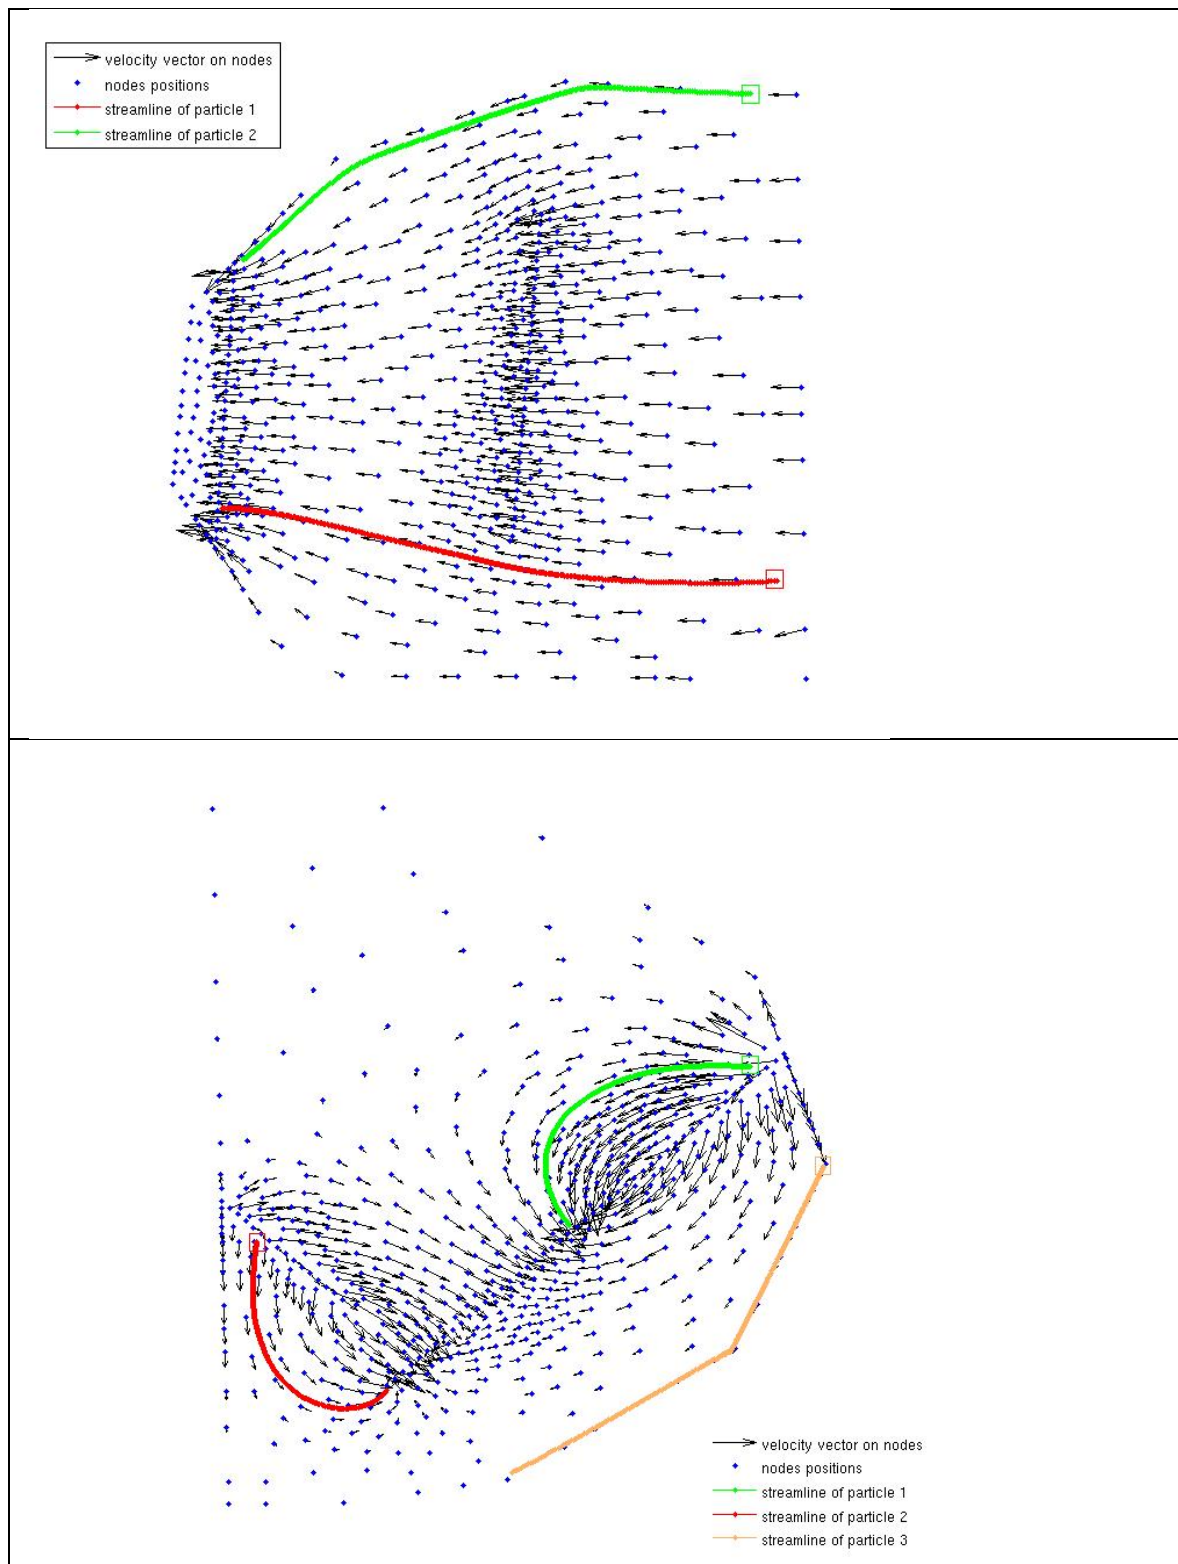 velocity vector on nodes
nodes positions
streamline of particle 1
streamline of particle 2
velocity vector on nodes
nodes positions
streamline of particle 1
streamline of particle 2
streamline of particle 3